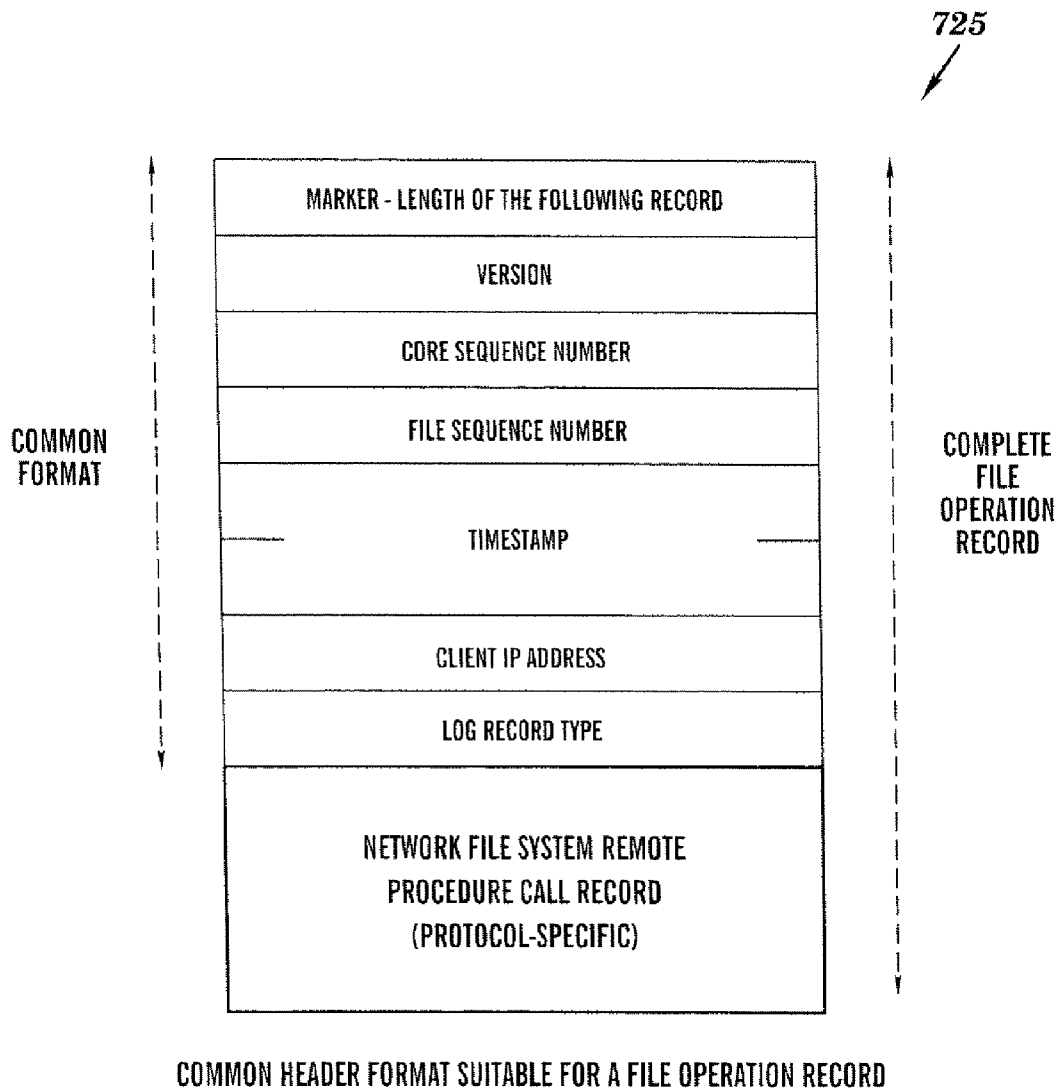 725
MARKER - LENGTH OF THE FOLLOWING RECORD
VERSION
CORE SEQUENCE NUMBER
FILE SEQUENCE NUMBER
COMMON
FORMAT
COMPLETE
FILE
OPERATION
RECORD
TIMESTAMP
CLIENT IP ADDRESS
LOG RECORD TYPE
NETWORK FILE SYSTEM REMOTE
PROCEDURE CALL RECORD
(PROTOCOL-SPECIFIC)
COMMON HEADER FORMAT SUITABLE FOR A FILE OPERATION RECORD